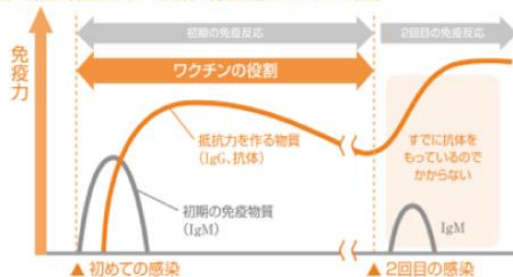 初期の免疫反応
2回目の免疫反応
ワクチンの役割
免疫力
抵抗力を作る物質
(IgG、抗体)
すでに抗体を
もっているので
かからない
初期の免疫物質
(IgM)
IgM
▲ 初めての感染
▲ 2回目の感染